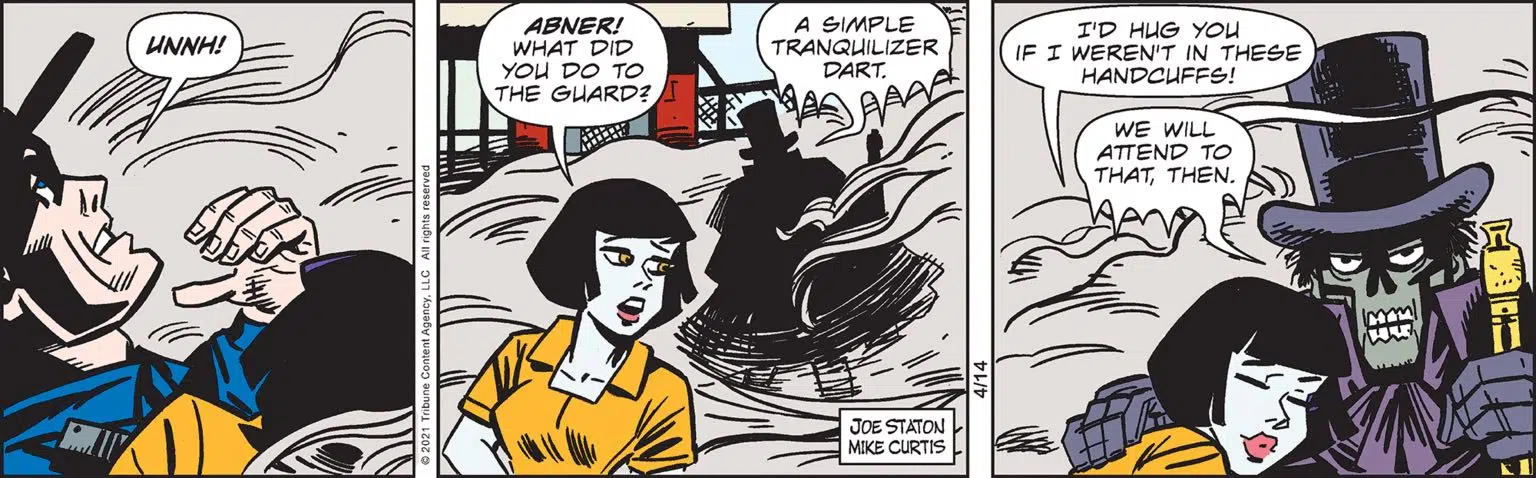 UNNH!
© 2021 Tribune Content Agency, LLC All rights reserved
ABNER!
WHAT DID
YOU DO TO
THE GUARD?
A SIMPLE
TRANQUILIZER
DART.
JOE STATON
MIKE CURTIS
4/14
I'D HUG YOU
IF I WEREN'T IN THESE
HANDCUFFS!
WE WILL
ATTEND TO
THAT, THEN.